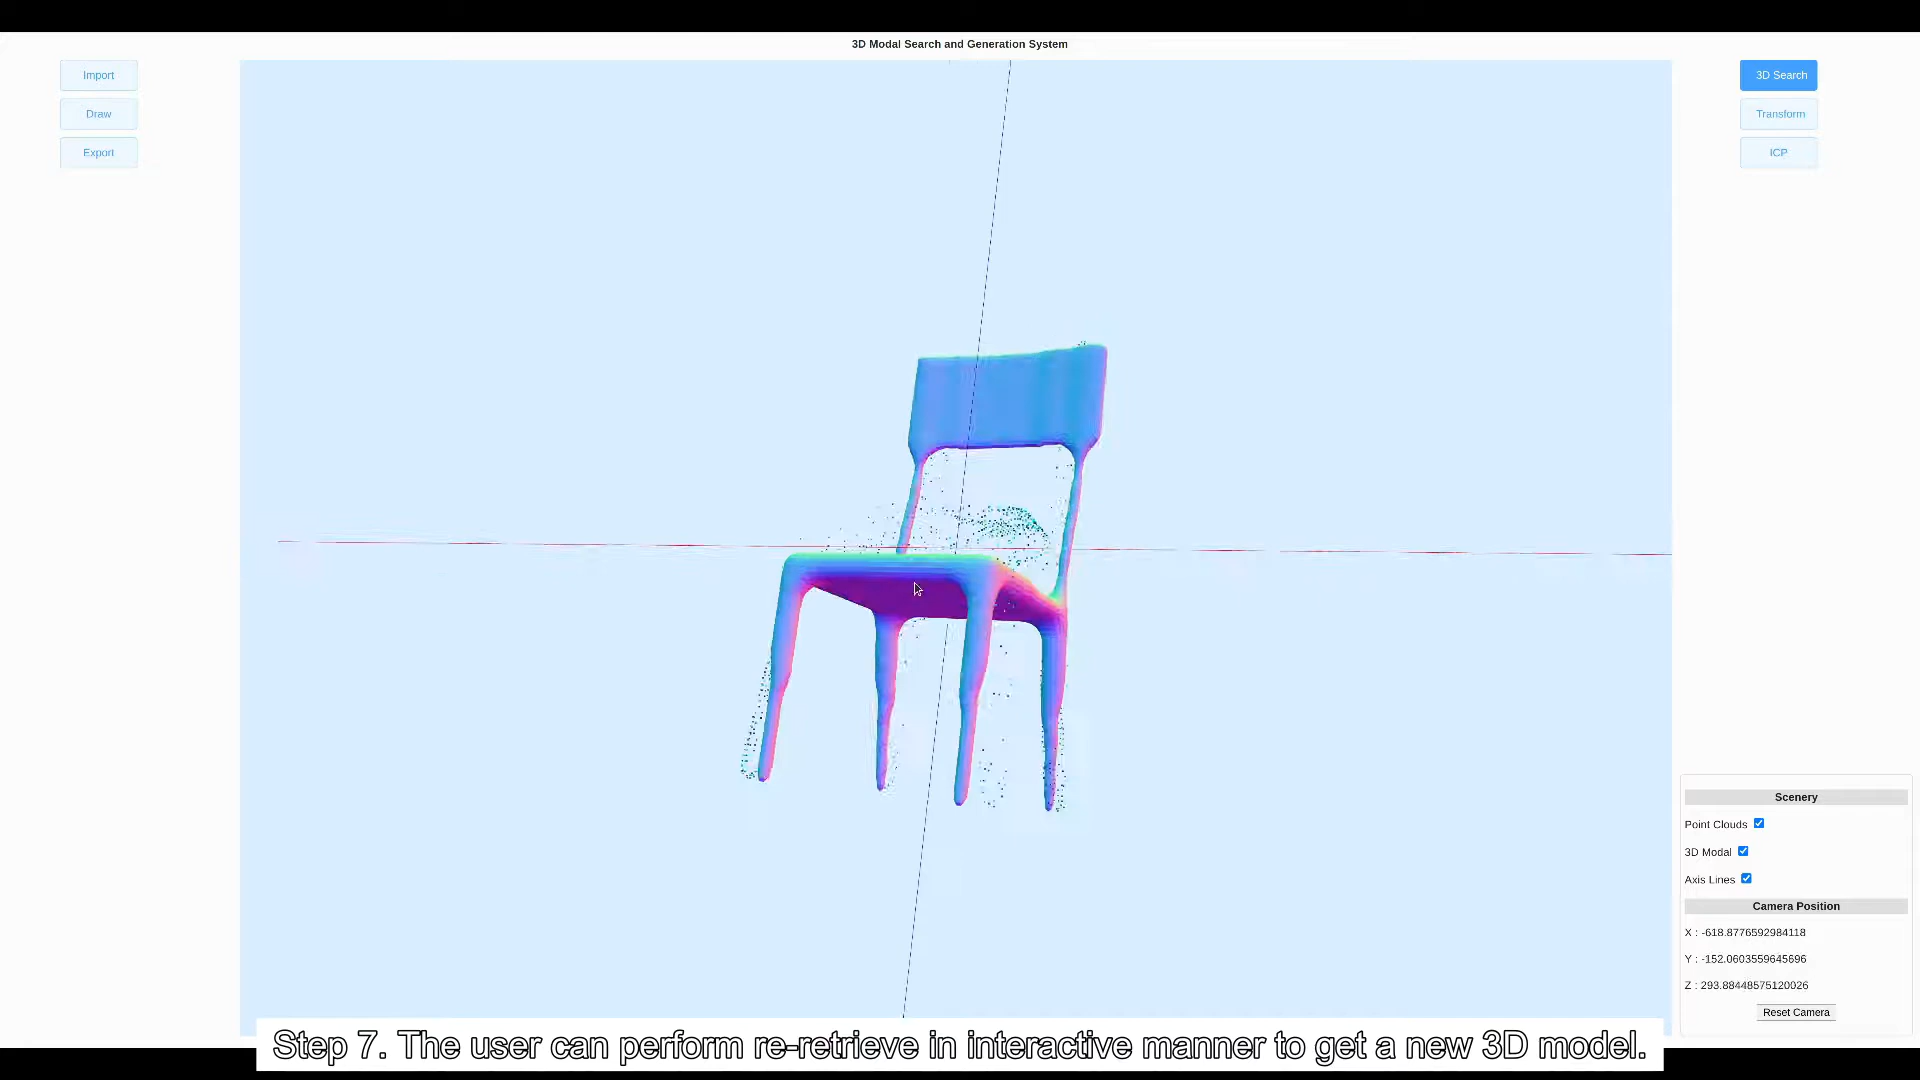 3D Modal Search and Generation System
Import
Draw
Export
3D Search
Transform
ICP
Scenery
Point Clouds
3D Modal
Axis Lines
Camera Position
X : -618.8776592984118
Y : -152.0603559645696
Z : 293.88448575120026
Reset Camera
Step 7. The user can perform re-retrieve in interactive manner to get a new 3D model.